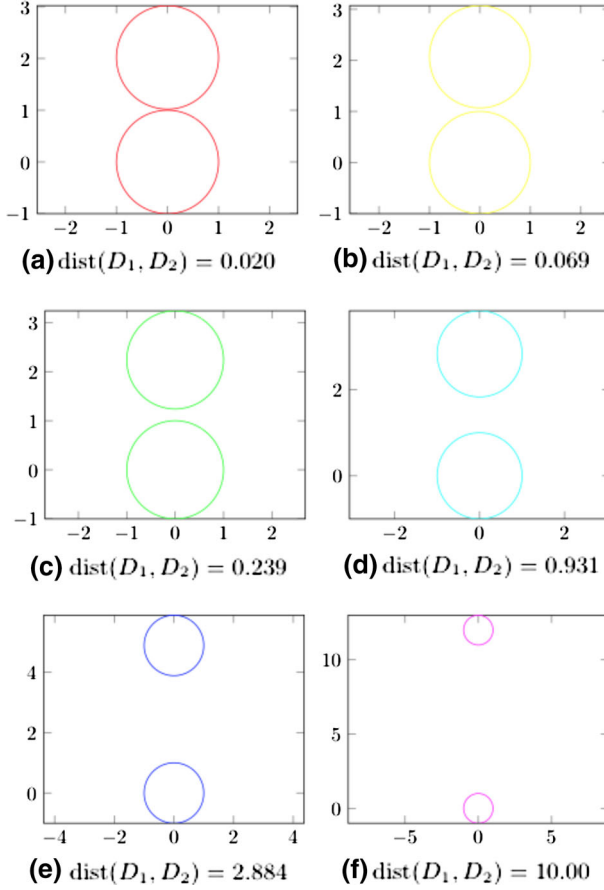 3
2
1
0
−1
−2 −1 0 1 2
(a) dist(D₁, D₂) = 0.020
3
2
1
0
−1
−2 −1 0 1 2
(b) dist(D₁, D₂) = 0.069
3
2
1
0
−1
−2 −1 0 1 2
(c) dist(D₁, D₂) = 0.239
2
0
−2 0 2
(d) dist(D₁, D₂) = 0.931
4
2
0
−4 −2 0 2 4
(e) dist(D₁, D₂) = 2.884
10
5
0
−5 0 5
(f) dist(D₁, D₂) = 10.00